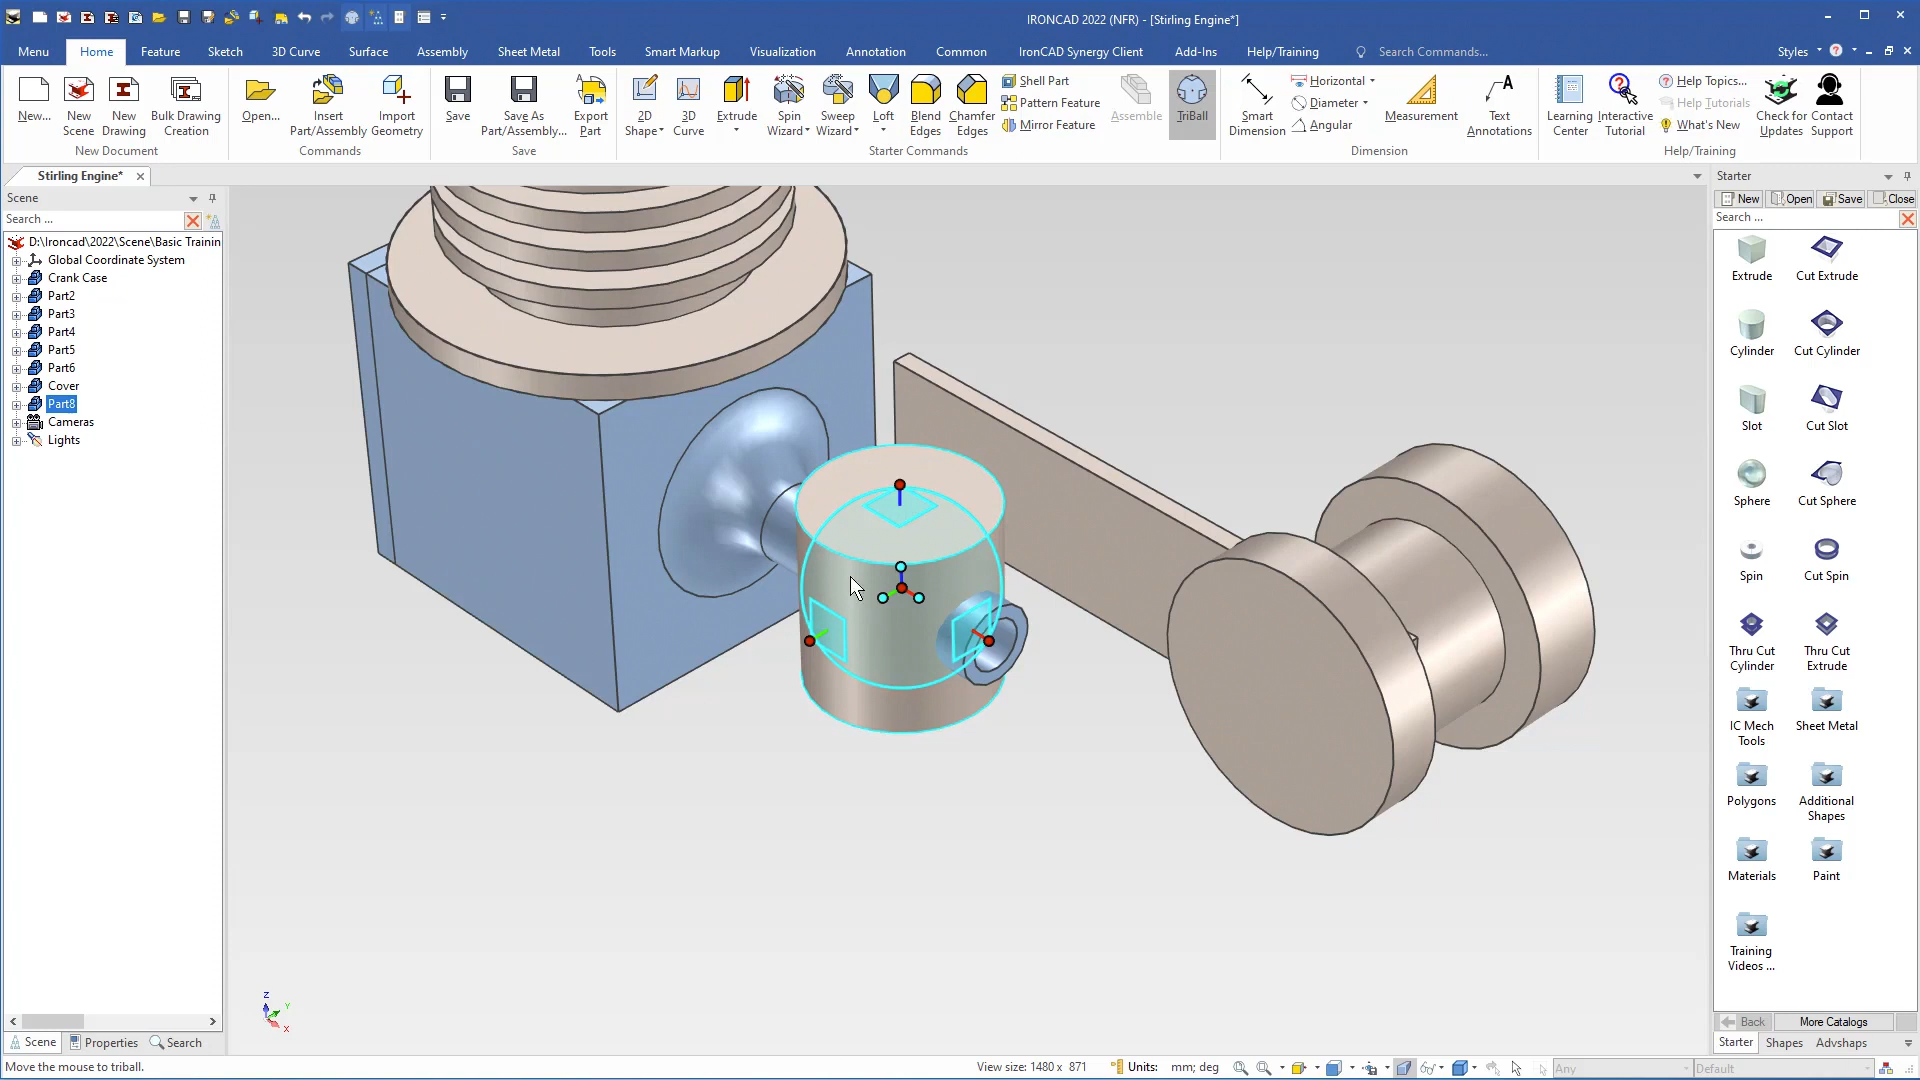 IRONCAD 2022 (NFR) - [Stirling Engine*]
Menu Home Feature Sketch 3D Curve Surface Assembly Sheet Metal Tools Smart Markup Visualization Annotation Common IronCAD Synergy Client Add-Ins Help/Training Search Commands... Styles
New... New Scene New Drawing Bulk Drawing Creation
New Document
Open... Insert Part/Assembly Import Geometry
Commands
Save Save As Part/Assembly... Export Part
Save
2D Shape 3D Curve Extrude Spin Wizard Sweep Wizard Loft Blend Edges Chamfer Edges
Shell Part
Pattern Feature
Mirror Feature
Assemble TriBall
Starter Commands
Smart Dimension
Horizontal
Diameter
Angular
Measurement Text Annotations
Dimension
Learning Center Interactive Tutorial
Help Topics...
Help Tutorials
What's New
Check for Updates Contact Support
Help/Training
Stirling Engine*
Scene
Search ...
D:\Ironcad\2022\Scene\Basic Trainin
Global Coordinate System
Crank Case
Part2
Part3
Part4
Part5
Part6
Cover
Part8
Cameras
Lights
Scene Properties Search
Z
Y
X
Starter
New Open Save Close
Search ...
Extrude Cut Extrude
Cylinder Cut Cylinder
Slot Cut Slot
Sphere Cut Sphere
Spin Cut Spin
Thru Cut Cylinder Thru Cut Extrude
IC Mech Tools Sheet Metal
Polygons Additional Shapes
Materials Paint
Training Videos ...
Back More Catalogs
Starter Shapes Advshaps
Move the mouse to triball. View size: 1480 x 871 Units: mm; deg Any Default